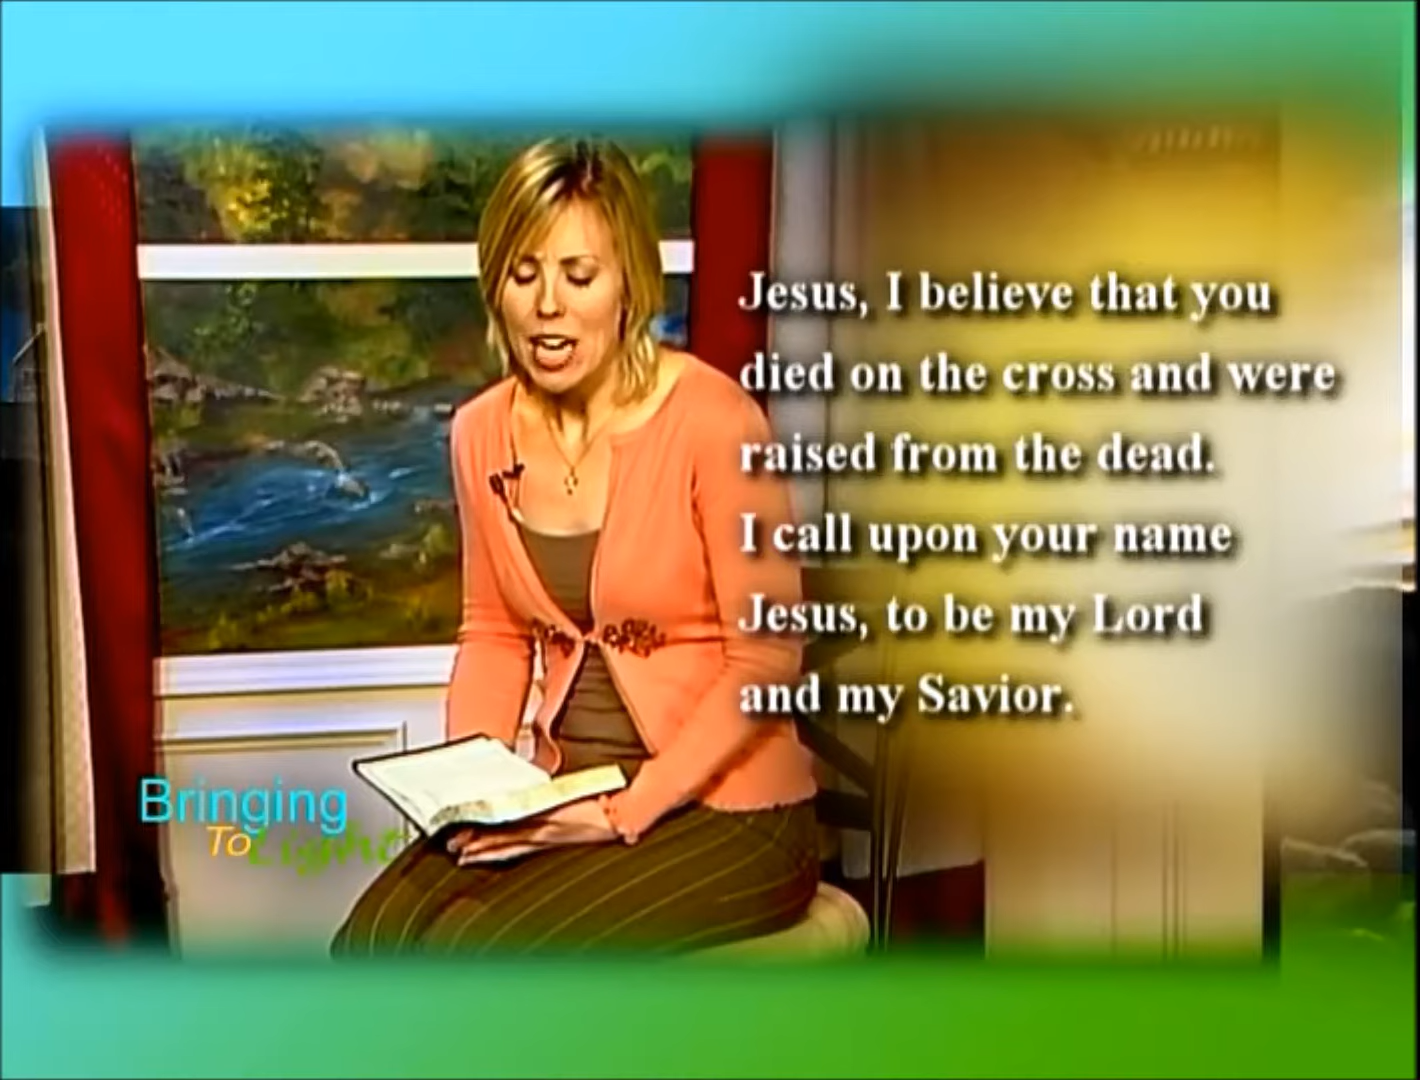 Jesus, I believe that you
died on the cross and were
raised from the dead.
I call upon your name
Jesus, to be my Lord
and my Savior.
Bringing
To Light